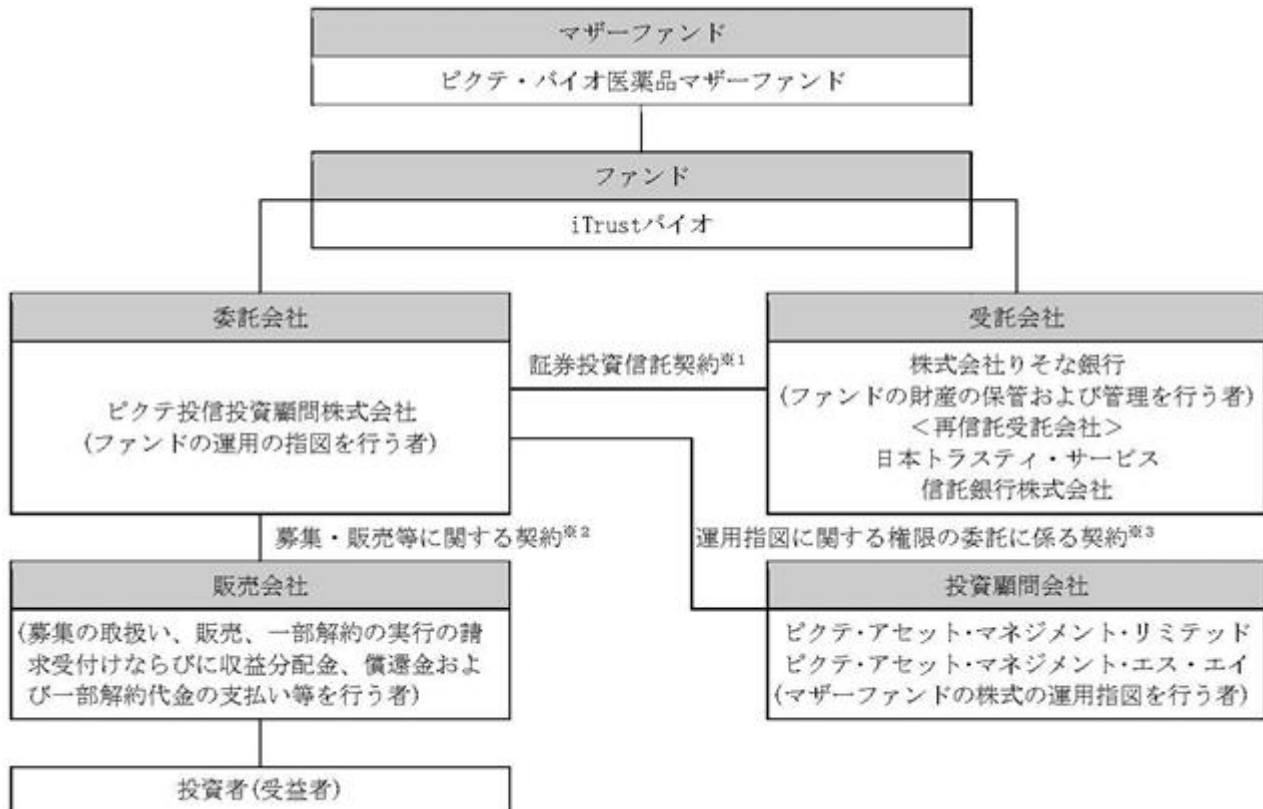 マザーファンド
ピクテ・バイオ医薬品マザーファンド
ファンド
iTrustバイオ
委託会社
ピクテ投信投資顧問株式会社
(ファンドの運用の指図を行う者)
証券投資信託契約※1
受託会社
株式会社りそな銀行
(ファンドの財産の保管および管理を行う者)
＜再信託受託会社＞
日本トラスティ・サービス
信託銀行株式会社
募集・販売等に関する契約※2
運用指図に関する権限の委託に係る契約※3
販売会社
(募集の取扱い、販売、一部解約の実行の請
求受付けならびに収益分配金、償還金およ
び一部解約代金の支払い等を行う者)
投資顧問会社
ピクテ・アセット・マネジメント・リミテッド
ピクテ・アセット・マネジメント・エス・エイ
(マザーファンドの株式の運用指図を行う者)
投資者(受益者)